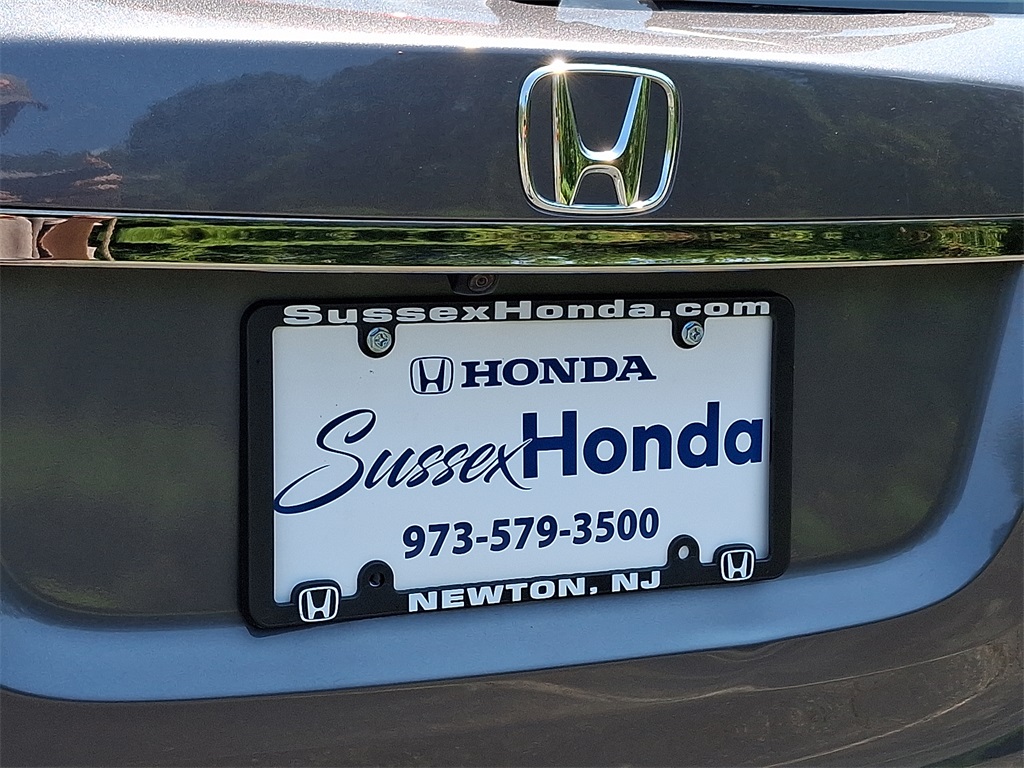 SussexHonda.com
HONDA
SussexHonda
973-579-3500
NEWTON, NJ